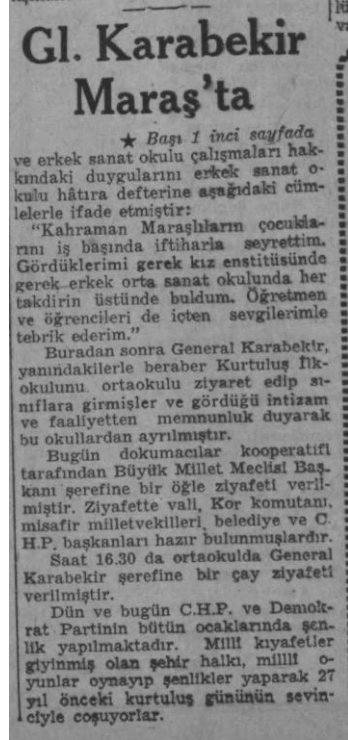 Gl. Karabekir
Maraş'ta
★ Başı 1 inci sayfada
ve erkek sanat okulu çalışmaları hak-
kındaki duygularını erkek sanat o-
kulu hâtıra defterine aşağıdaki cüm-
lelerle ifade etmiştir:
"Kahraman Maraşlıların çocukla-
rını iş başında iftiharla seyrettim.
Gördüklerimi gerek kız enstitüsünde
gerek erkek orta sanat okulunda her
takdirin üstünde buldum. Öğretmen
ve öğrencileri de içten sevgilerimle
tebrik ederim."
Buradan sonra General Karabekir,
yanındakilerle beraber Kurtuluş İlk-
okulunu ortaokulu ziyaret edip sı-
nıflara girmişler ve gördüğü intizam
ve faaliyetten memnunluk duyarak
bu okullardan ayrılmıştır.
Bugün dokumacılar kooperatifi
tarafından Büyük Millet Meclisi Baş-
kanı şerefine bir öğle ziyafeti veril-
miştir. Ziyafette vali, Kor komutanı,
misafir milletvekilleri, belediye ve C.
H.P. başkanları hazır bulunmuşlardır.
Saat 16.30 da ortaokulda General
Karabekir şerefine bir çay ziyafeti
verilmiştir.
Dün ve bugün C.H.P. ve Demok-
rat Partinin bütün ocaklarında şen-
lik yapılmaktadır. Millî kıyafetler
giyinmiş olan şehir halkı, millî o-
yunlar oynayıp şenlikler yaparak 27
yıl önceki kurtuluş gününün sevin-
ciyle coşuyorlar.